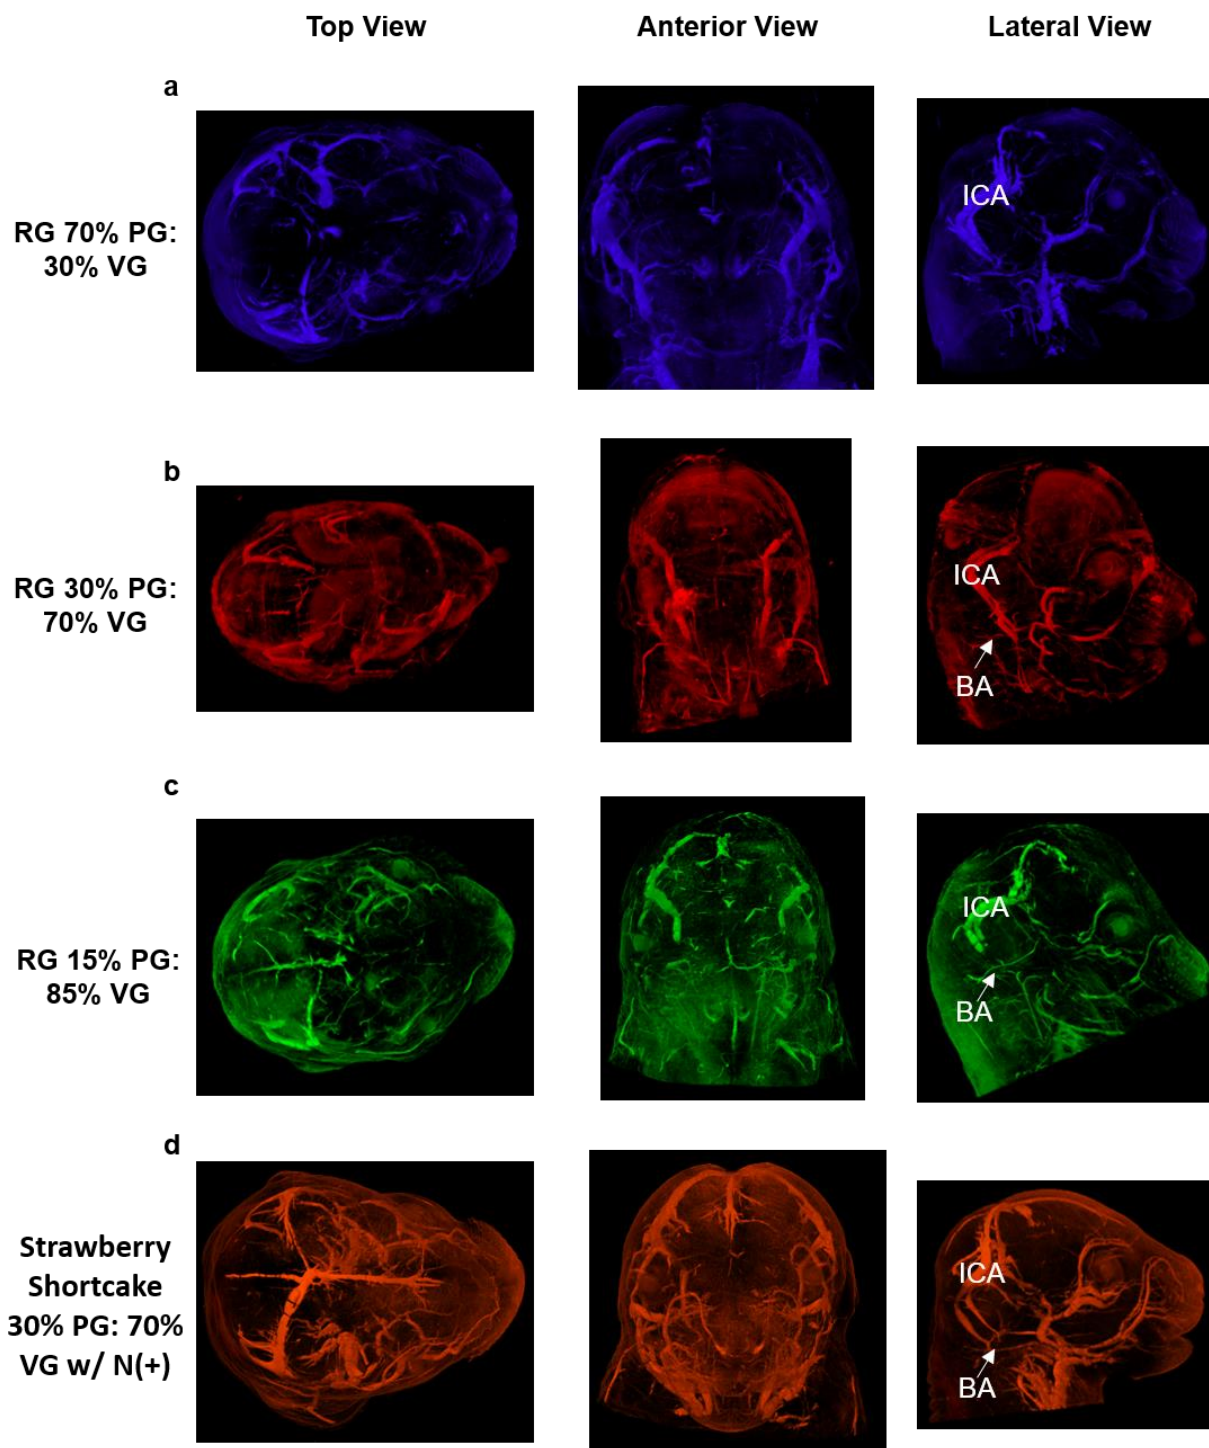 Top View
Anterior View
Lateral View
a
RG 70% PG:
30% VG
ICA
b
RG 30% PG:
70% VG
ICA
BA
c
RG 15% PG:
85% VG
ICA
BA
d
Strawberry
Shortcake
30% PG: 70%
VG w/ N(+)
ICA
BA